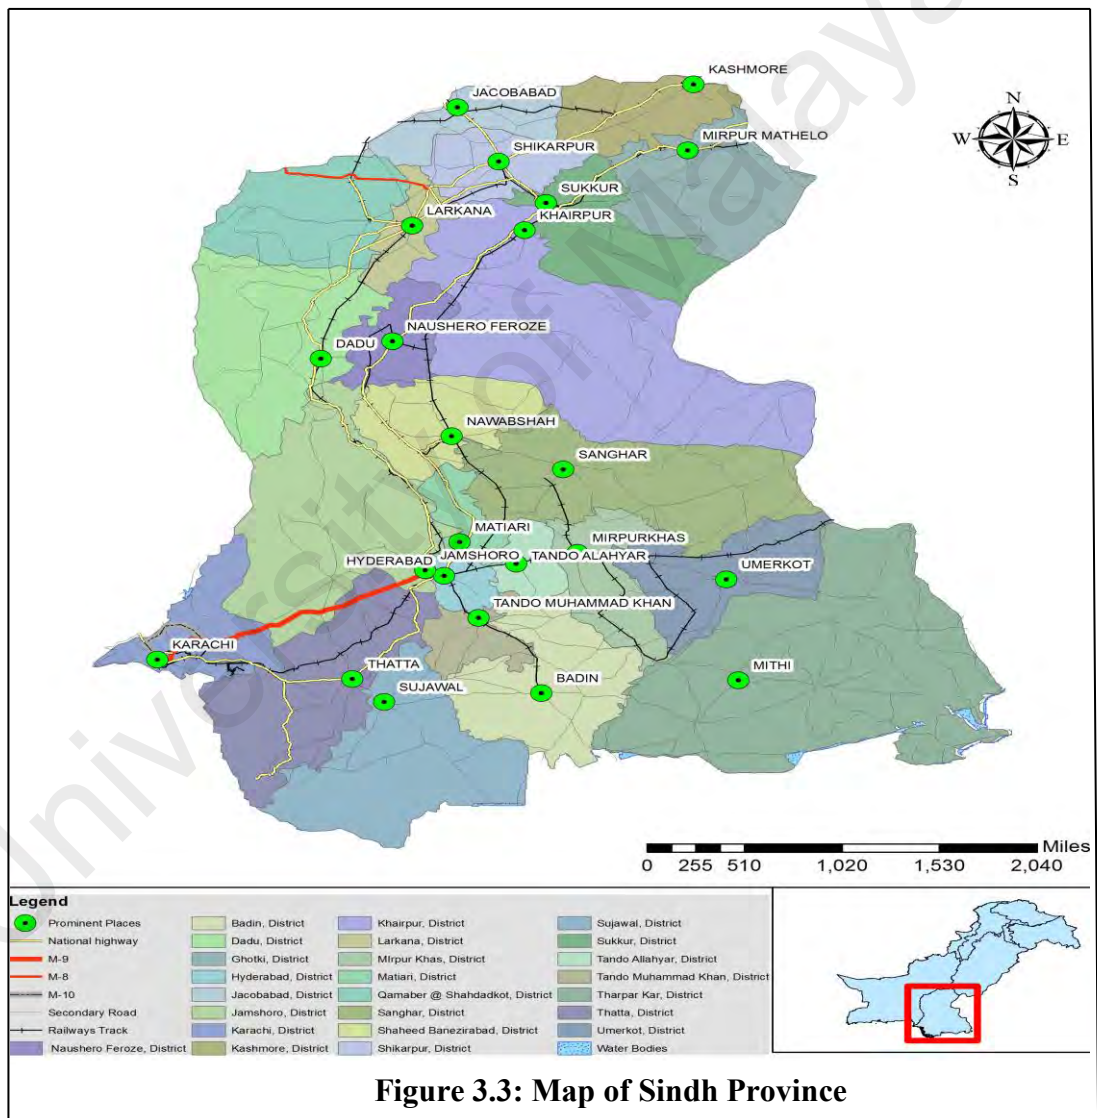 University of Malaya
KASHMORE
JACOBABAD
N
MIRPUR MATHELO
W E
S
SHIKARPUR
SUKKUR
LARKANA
KHAIRPUR
NAUSHERO FEROZE
DADU
NAWABSHAH
SANGHAR
MATIARI
MIRPURKHAS
HYDERABAD
JAMSHORO
TANDO ALAHYAR
UMERKOT
TANDO MUHAMMAD KHAN
KARACHI
THATTA
MITHI
SUJAWAL
BADIN
Miles
0 255 510 1,020 1,530 2,040
Legend
Prominent Places
National highway
M-9
M-8
M-10
Secondary Road
Railways Track
Naushero Feroze, District
Badin, District
Dadu, District
Ghotki, District
Hyderabad, District
Jacobabad, District
Jamshoro, District
Karachi, District
Kashmore, District
Khairpur, District
Larkana, District
MIrpur Khas, District
Matiari, District
Qamaber @ Shahdadkot, District
Sanghar, District
Shaheed Banezirabad, District
Shikarpur, District
Sujawal, District
Sukkur, District
Tando Allahyar, District
Tando Muhammad Khan, District
Tharpar Kar, District
Thatta, District
Umerkot, District
Water Bodies
Figure 3.3: Map of Sindh Province